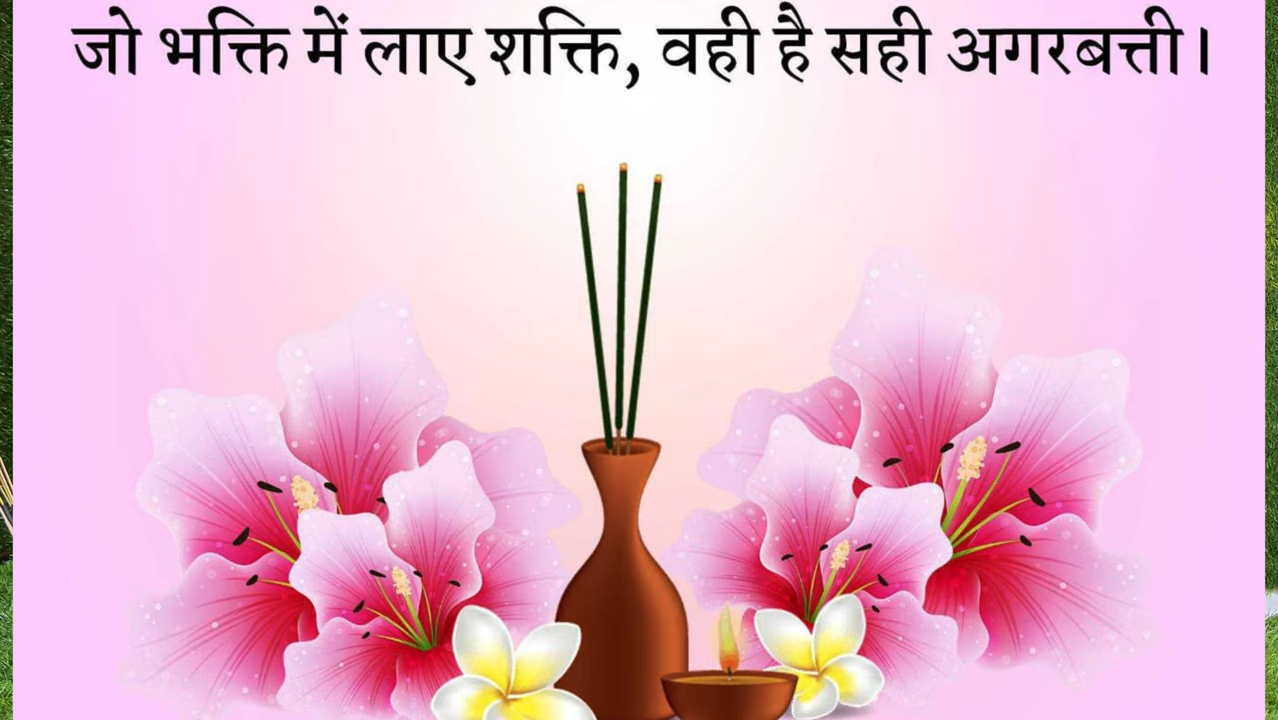 जो भक्ति में लाए शक्ति, वही है सही अगरबत्ती।